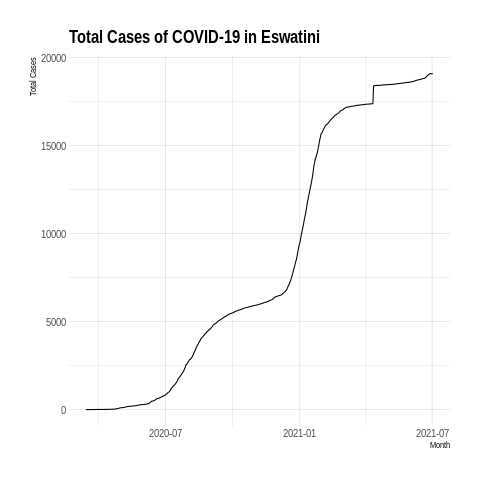 Total Cases of COVID-19 in Eswatini
Total Cases
20000
15000
10000
5000
0
2020-07 2021-01 2021-07
Month